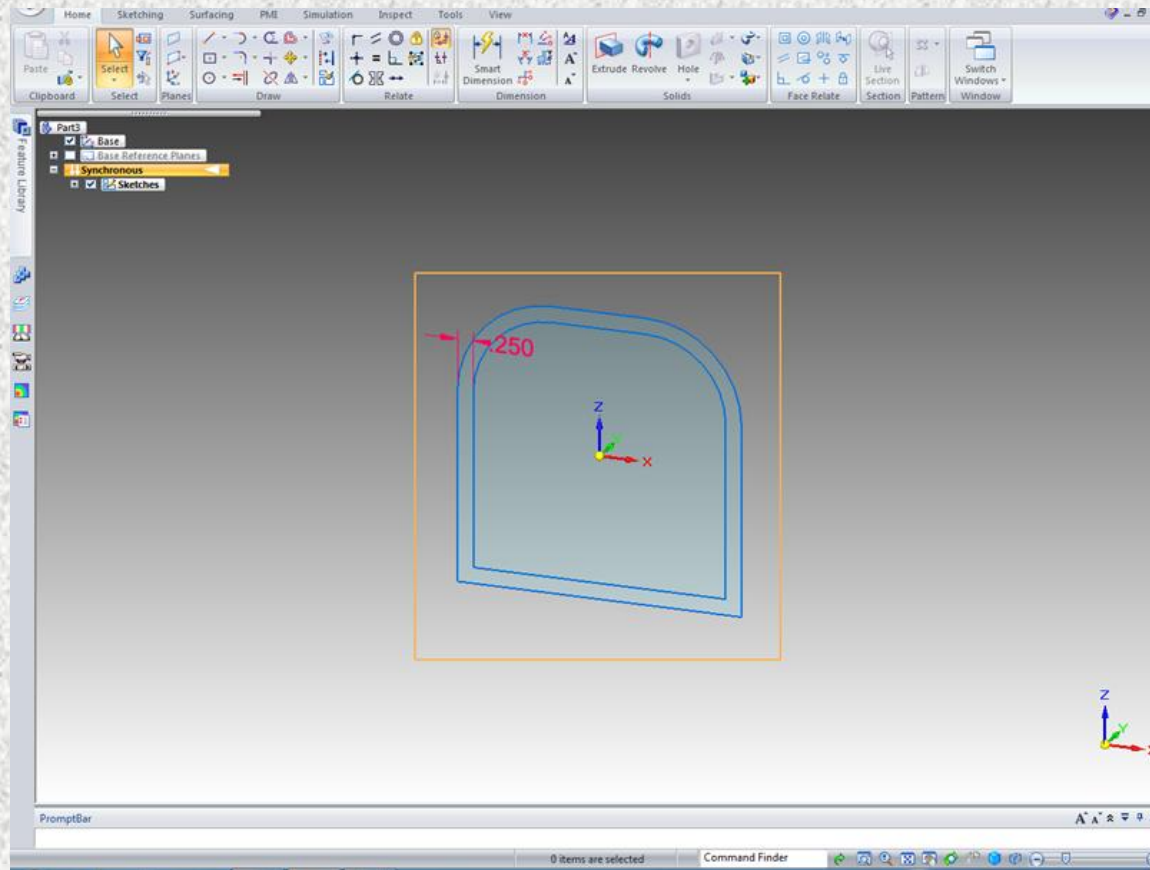 Home Sketching Surfacing PMI Simulation Inspect Tools View
Paste Select Smart Dimension A A A Extrude Revolve Hole Live Section Switch Windows
Clipboard Select Planes Draw Relate Dimension Solids Face Relate Section Pattern Window
Feature Library
Part3
Base
Base Reference Planes
Synchronous
Sketches
.250
Z
Y
X
Z
Y
PromptBar A A
0 items are selected Command Finder